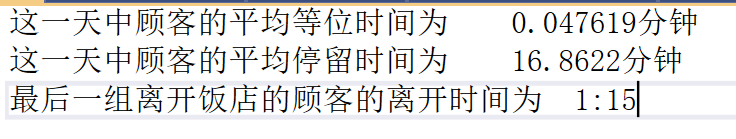 这一天中顾客的平均等位时间为    0.047619分钟
这一天中顾客的平均停留时间为    16.8622分钟
最后一组离开饭店的顾客的离开时间为  1:15